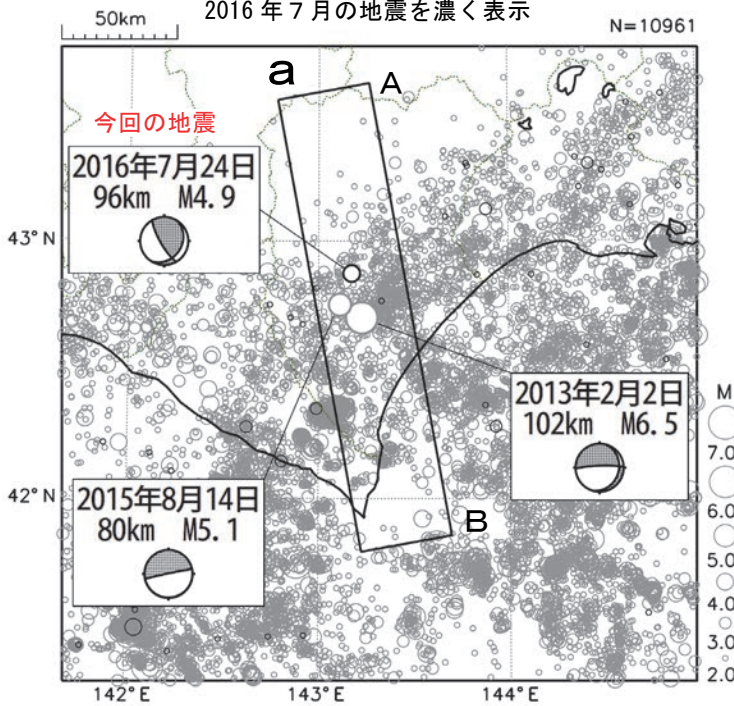 2016年7月の地震を濃く表示
50km
N=10961
a
A
今回の地震
2016年7月24日
96km M4.9
43°N
2013年2月2日
102km M6.5
M
7.0
6.0
5.0
4.0
3.0
2.0
42°N
2015年8月14日
80km M5.1
B
142°E
143°E
144°E